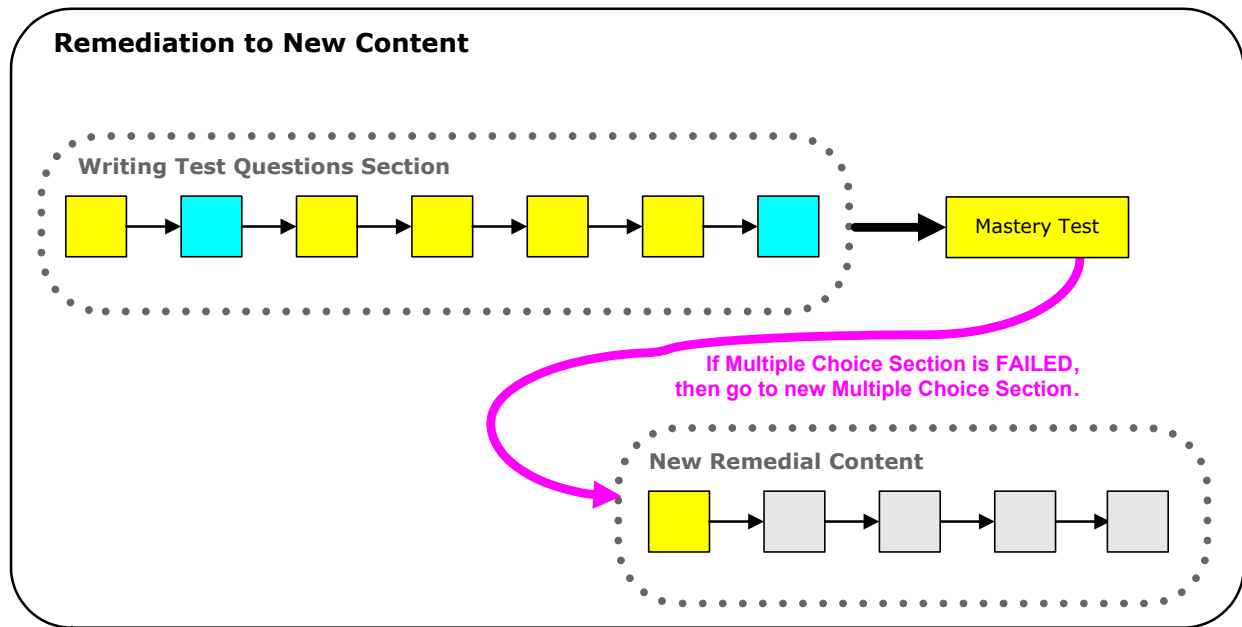 Remediation to New Content
Writing Test Questions Section
Mastery Test
If Multiple Choice Section is FAILED,
then go to new Multiple Choice Section.
New Remedial Content